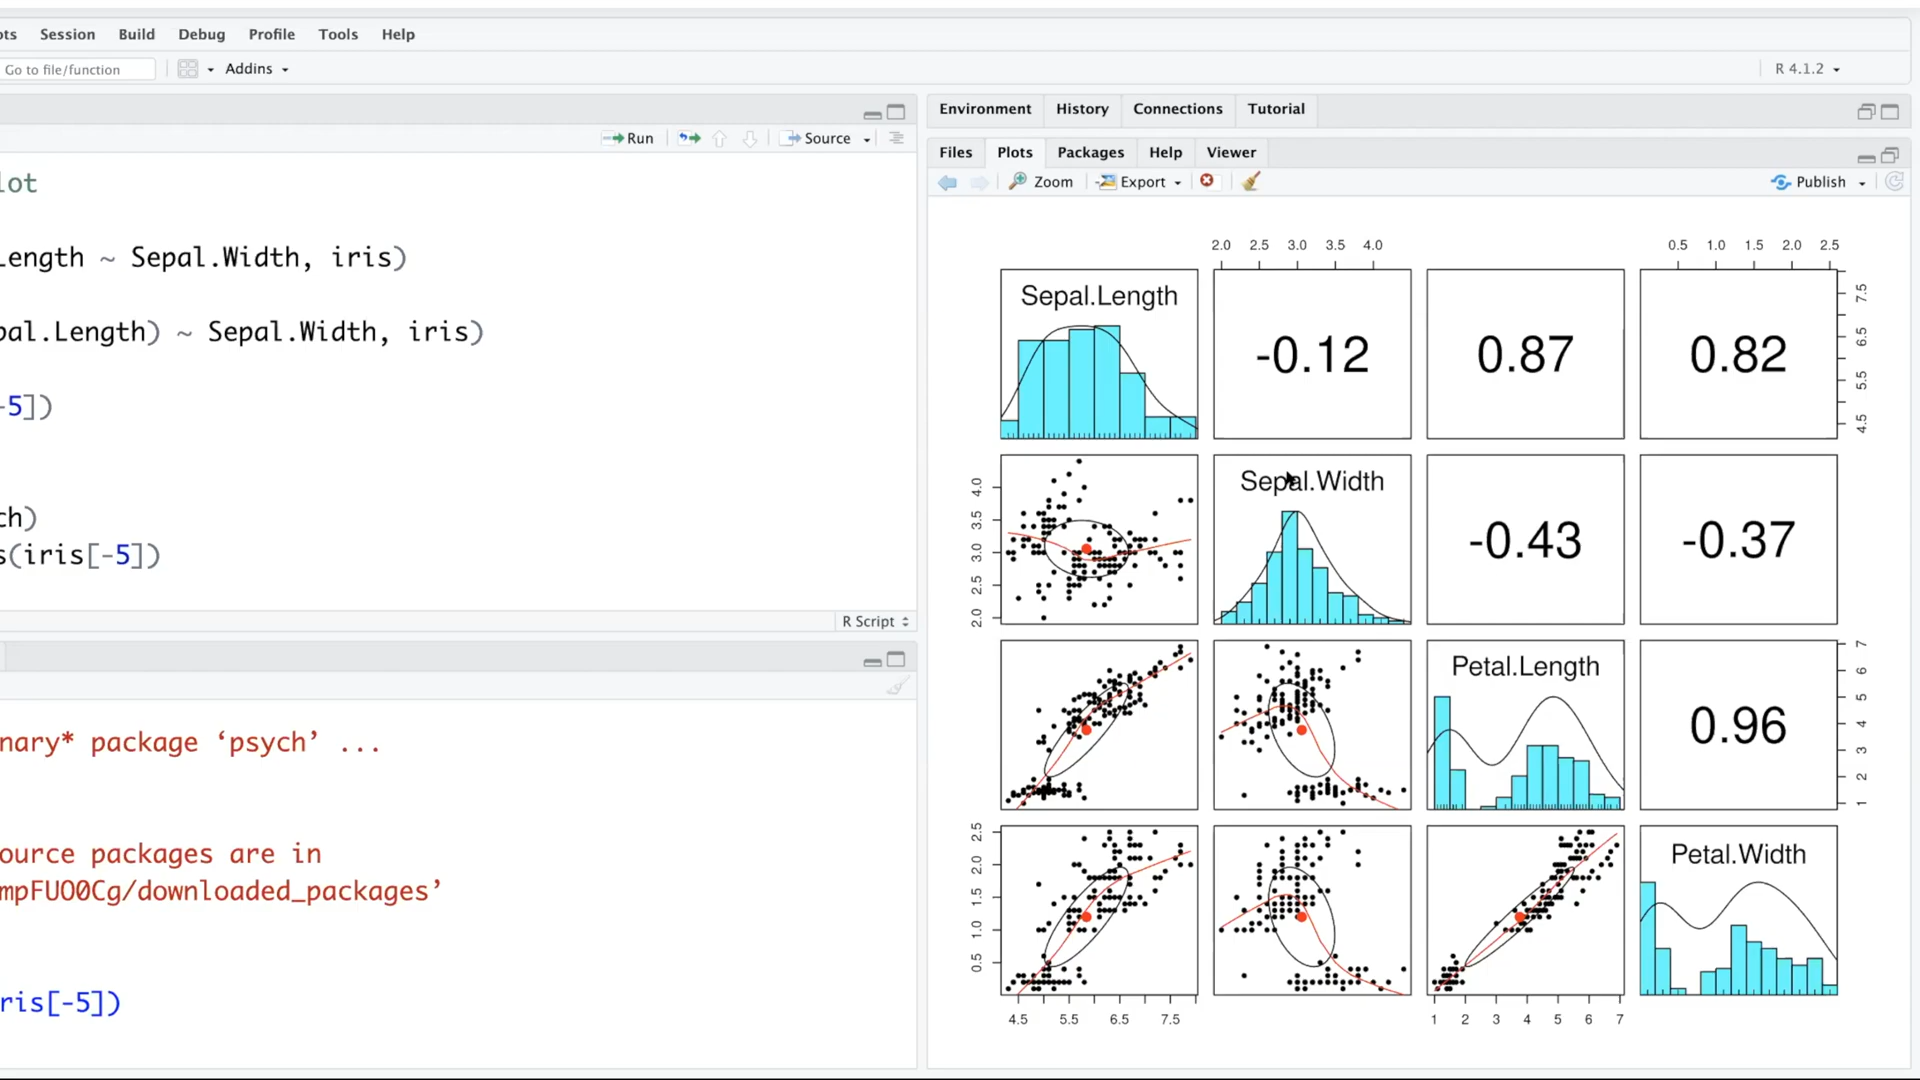 ots Session Build Debug Profile Tools Help
Go to file/function Addins R 4.1.2
Run Source
lot
Length ~ Sepal.Width, iris)
pal.Length) ~ Sepal.Width, iris)
-5])
ch)
s(iris[-5])
R Script
nary* package ‘psych’ ...
ource packages are in
mpFUO0Cg/downloaded_packages’
ris[-5])
Environment History Connections Tutorial
Files Plots Packages Help Viewer
Zoom Export Publish
2.0 2.5 3.0 3.5 4.0 0.5 1.0 1.5 2.0 2.5
Sepal.Length -0.12 0.87 0.82
4.5 5.5 6.5 7.5
2.0 2.5 3.0 3.5 4.0
Sepal.Width -0.43 -0.37
Petal.Length 0.96
1 2 3 4 5 6 7
0.5 1.0 1.5 2.0 2.5
Petal.Width
4.5 5.5 6.5 7.5 1 2 3 4 5 6 7